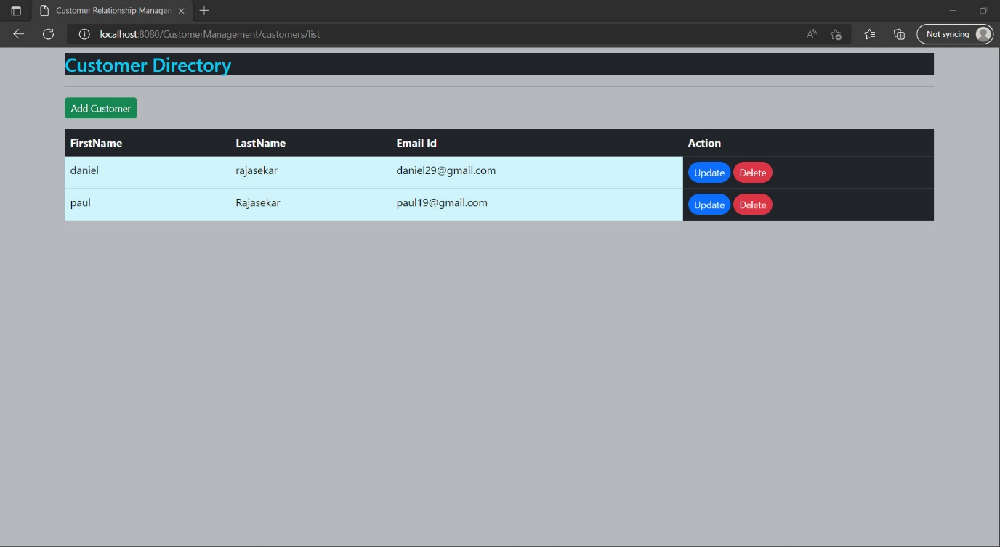 Customer Relationship Managem
localhost:8080/CustomerManagement/customers/list
Not syncing
Customer Directory
Add Customer
FirstName LastName Email Id Action
daniel rajasekar daniel29@gmail.com Update Delete
paul Rajasekar paul19@gmail.com Update Delete